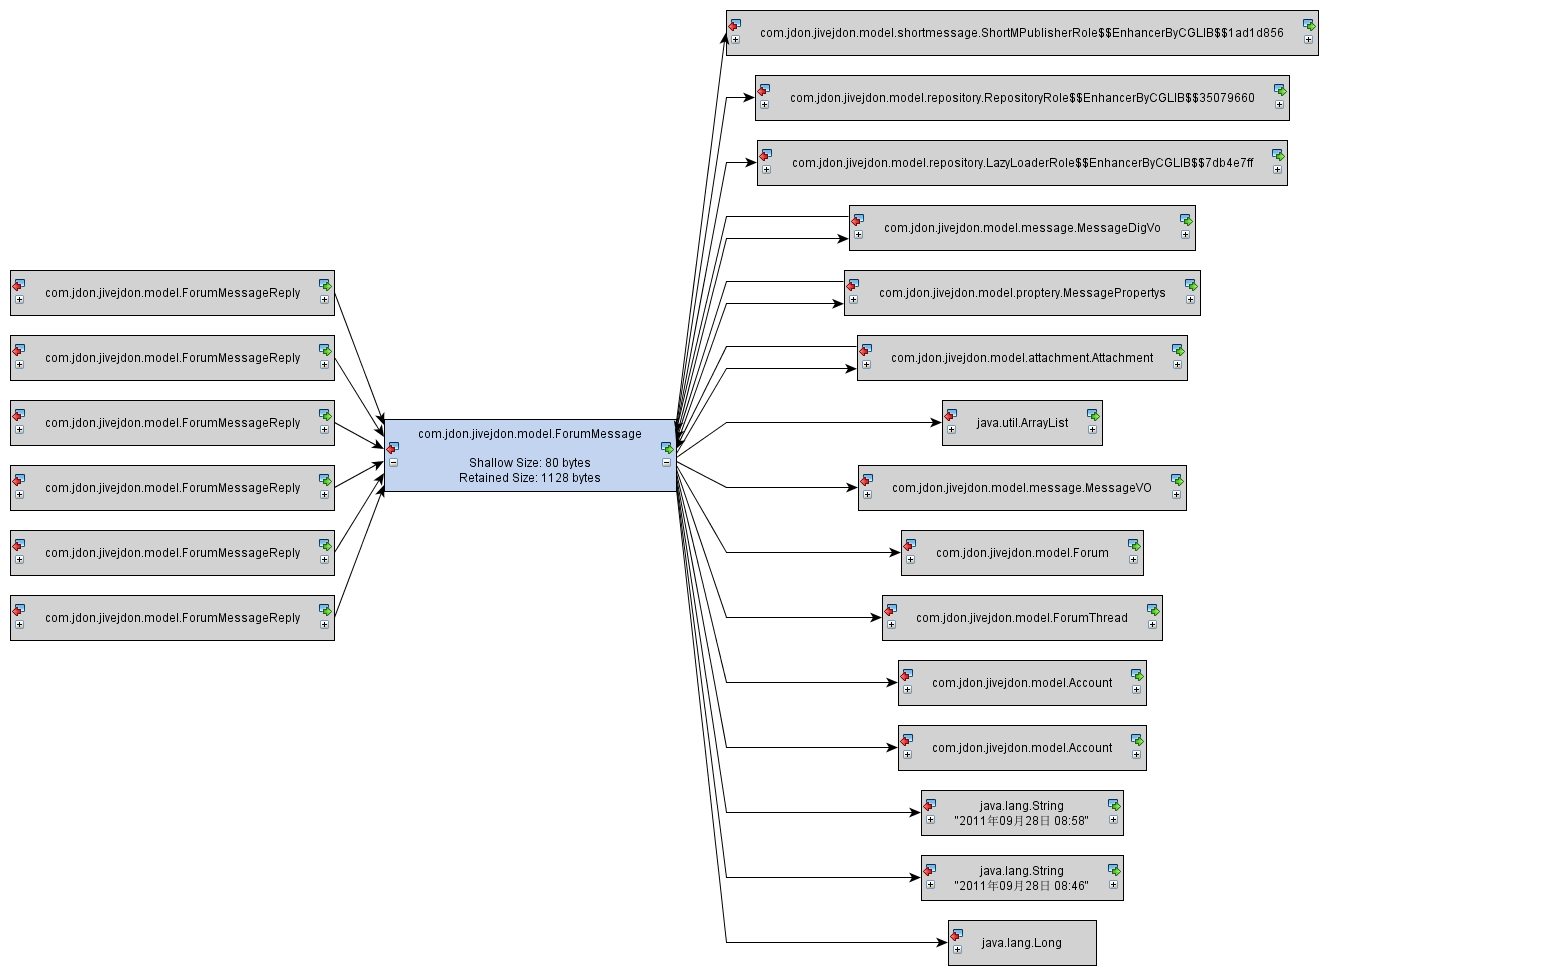 com.jdon.jivejdon.model.ForumMessageReply
com.jdon.jivejdon.model.ForumMessageReply
com.jdon.jivejdon.model.ForumMessageReply
com.jdon.jivejdon.model.ForumMessageReply
com.jdon.jivejdon.model.ForumMessageReply
com.jdon.jivejdon.model.ForumMessageReply
com.jdon.jivejdon.model.ForumMessage
Shallow Size: 80 bytes
Retained Size: 1128 bytes
com.jdon.jivejdon.model.shortmessage.ShortMPublisherRole$$EnhancerByCGLIB$$1ad1d856
com.jdon.jivejdon.model.repository.RepositoryRole$$EnhancerByCGLIB$$35079660
com.jdon.jivejdon.model.repository.LazyLoaderRole$$EnhancerByCGLIB$$7db4e7ff
com.jdon.jivejdon.model.message.MessageDigVo
com.jdon.jivejdon.model.proptery.MessagePropertys
com.jdon.jivejdon.model.attachment.Attachment
java.util.ArrayList
com.jdon.jivejdon.model.message.MessageVO
com.jdon.jivejdon.model.Forum
com.jdon.jivejdon.model.ForumThread
com.jdon.jivejdon.model.Account
com.jdon.jivejdon.model.Account
java.lang.String
"2011年09月28日 08:58"
java.lang.String
"2011年09月28日 08:46"
java.lang.Long